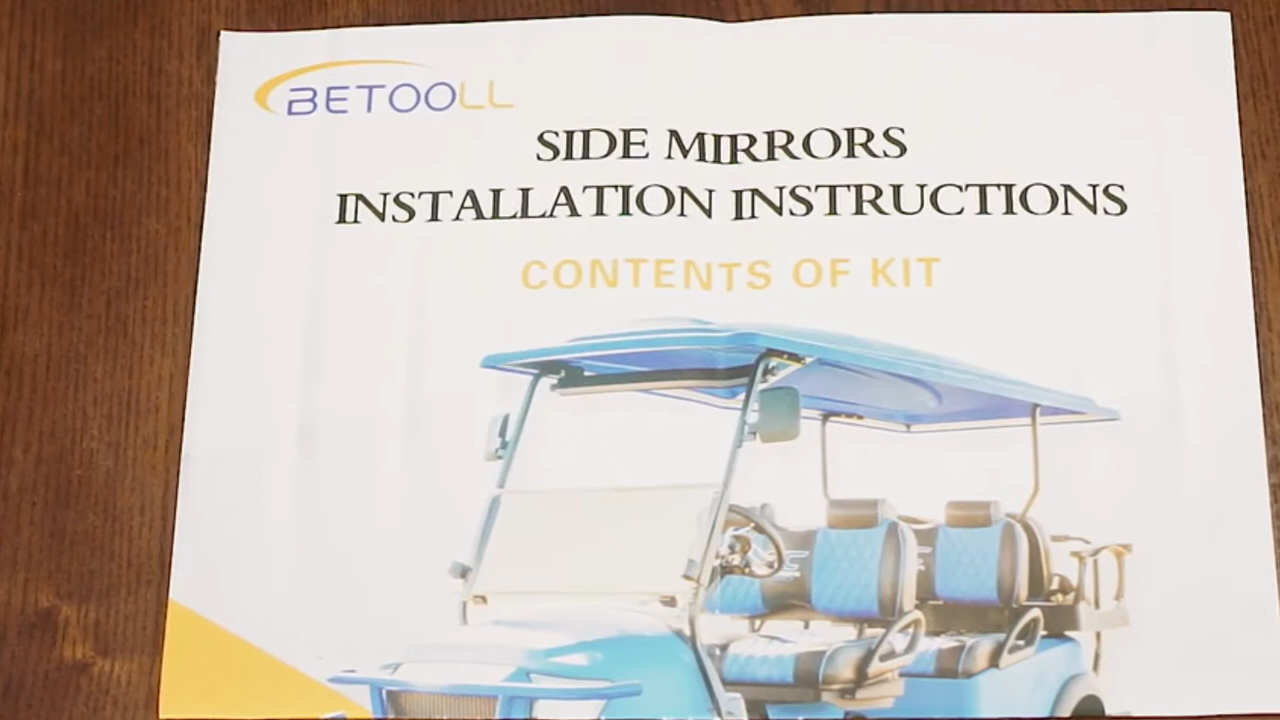 BETOOLL
SIDE MIRRORS
INSTALLATION INSTRUCTIONS
CONTENTS OF KIT